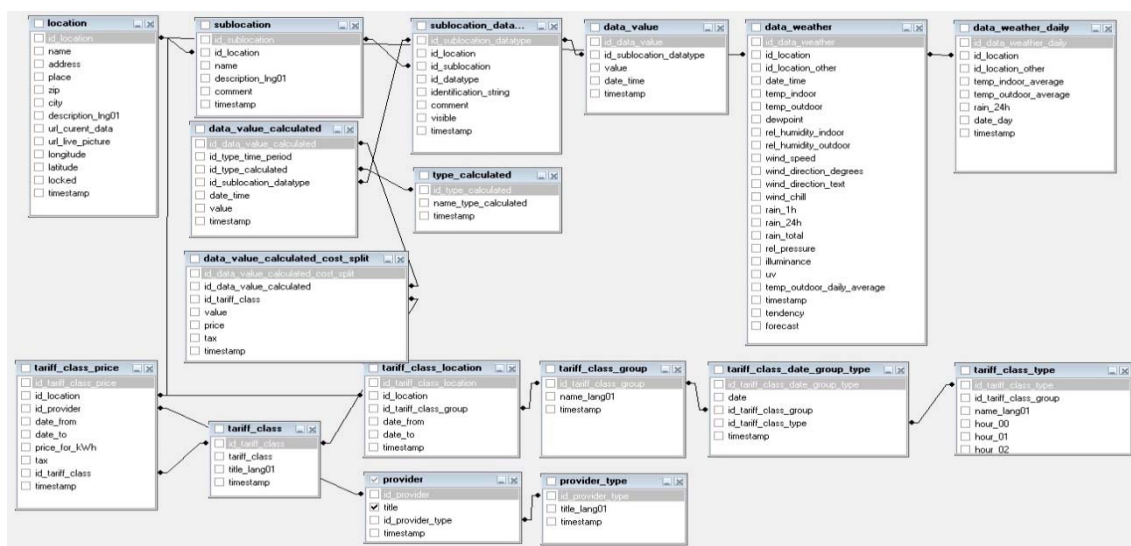 location
id_location
name
address
place
zip
city
description_lng01
url_curent_data
url_live_picture
longitude
latitude
locked
timestamp
sublocation
id_sublocation
id_location
name
description_lng01
comment
timestamp
sublocation_data...
id_sublocation_datatype
id_location
id_sublocation
id_datatype
identification_string
comment
visible
timestamp
data_value
id_data_value
id_sublocation_datatype
value
date_time
timestamp
data_weather
id_data_weather
id_location
id_location_other
date_time
temp_indoor
temp_outdoor
dewpoint
rel_humidity_indoor
rel_humidity_outdoor
wind_speed
wind_direction_degrees
wind_direction_text
wind_chill
rain_1h
rain_24h
rain_total
rel_pressure
illuminance
uv
temp_outdoor_daily_average
timestamp
tendency
forecast
data_weather_daily
id_data_weather_daily
id_location
id_location_other
temp_indoor_average
temp_outdoor_average
rain_24h
date_day
timestamp
data_value_calculated
id_data_value_calculated
id_type_time_period
id_type_calculated
id_sublocation_datatype
date_time
value
timestamp
type_calculated
id_type_calculated
name_type_calculated
timestamp
data_value_calculated_cost_split
id_data_value_calculated_cost_split
id_data_value_calculated
id_tariff_class
value
price
tax
timestamp
tariff_class_price
id_tariff_class_price
id_location
id_provider
date_from
date_to
price_for_kWh
tax
id_tariff_class
timestamp
tariff_class
id_tariff_class
tariff_class
title_lang01
timestamp
tariff_class_location
id_tariff_class_location
id_location
id_tariff_class_group
date_from
date_to
timestamp
tariff_class_group
id_tariff_class_group
name_lang01
timestamp
tariff_class_date_group_type
id_tariff_class_date_group_type
date
id_tariff_class_group
id_tariff_class_type
timestamp
tariff_class_type
id_tariff_class_type
id_tariff_class_group
name_lang01
hour_00
hour_01
hour_02
provider
id_provider
title
id_provider_type
timestamp
provider_type
id_provider_type
title_lang01
timestamp